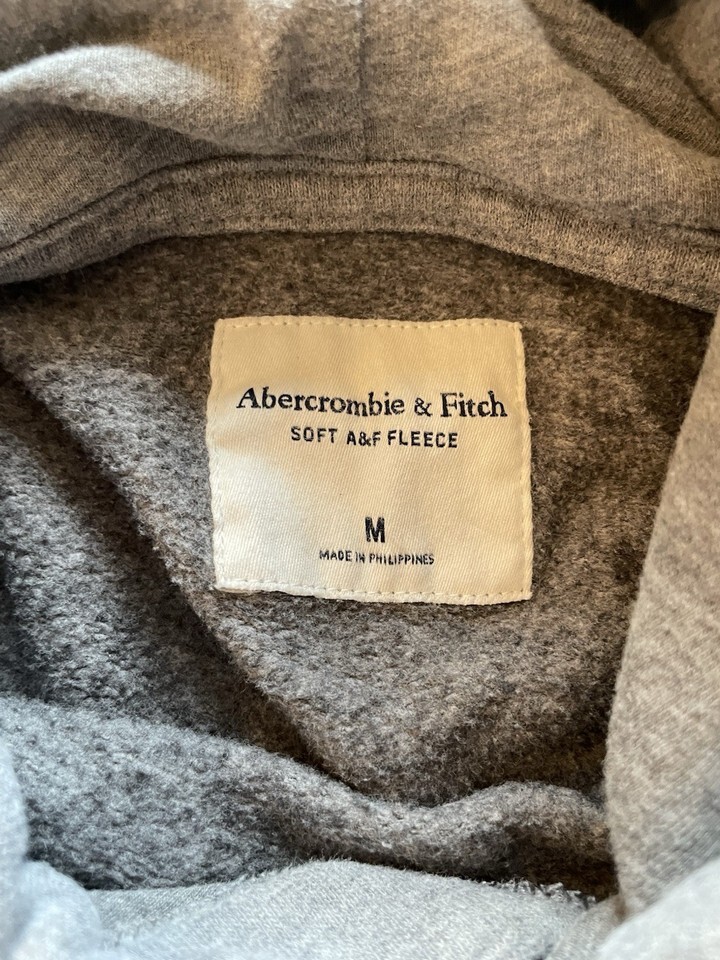 Abercrombie & Fitch
SOFT A&F FLEECE
M
MADE IN PHILIPPINES